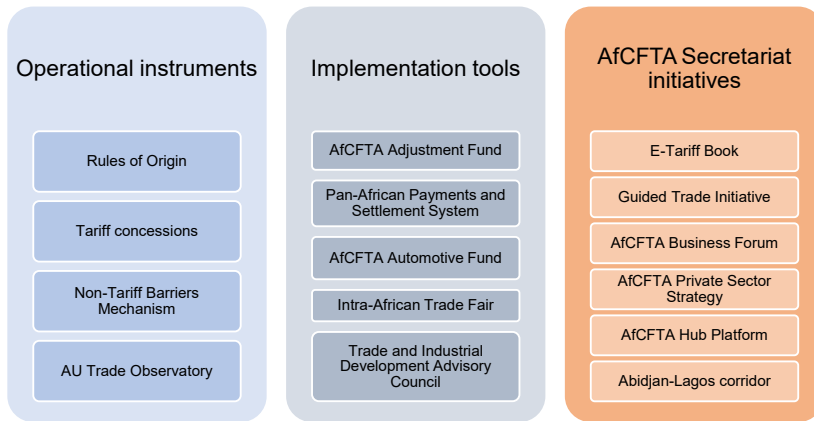 Operational instruments
Rules of Origin
Tariff concessions
Non-Tariff Barriers
Mechanism
AU Trade Observatory
Implementation tools
AfCFTA Adjustment Fund
Pan-African Payments and
Settlement System
AfCFTA Automotive Fund
Intra-African Trade Fair
Trade and Industrial
Development Advisory
Council
AfCFTA Secretariat
initiatives
E-Tariff Book
Guided Trade Initiative
AfCFTA Business Forum
AfCFTA Private Sector
Strategy
AfCFTA Hub Platform
Abidjan-Lagos corridor